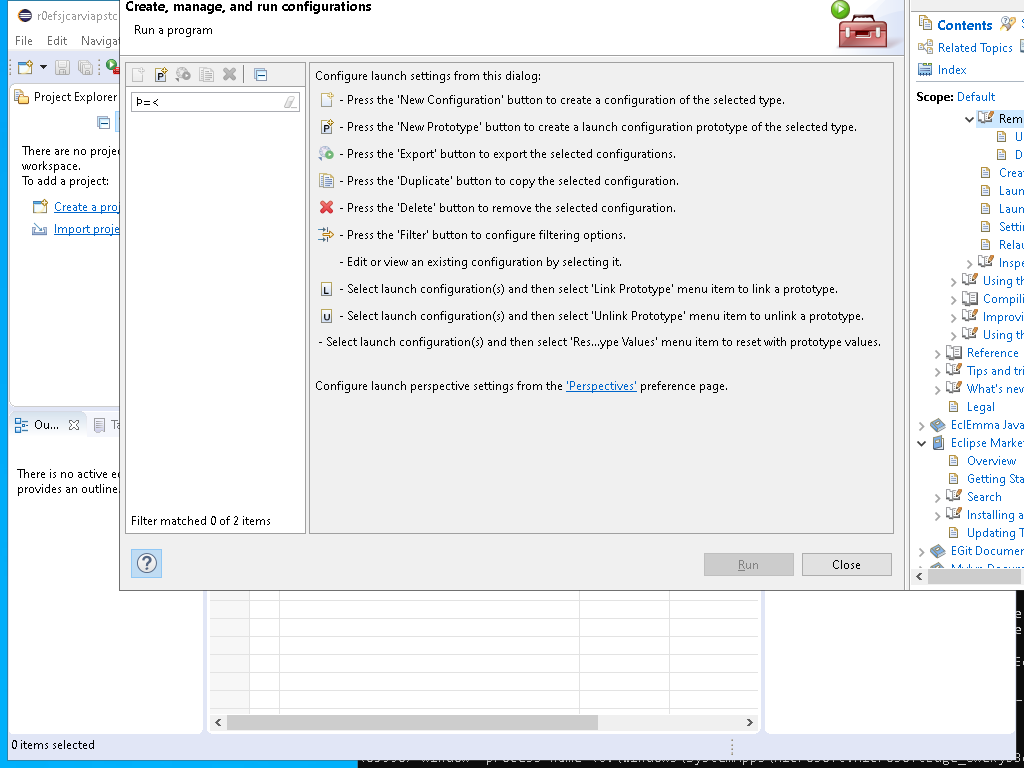 r0efsjcarviapstc
File Edit Navigat
Project Explorer
There are no proje
workspace.
To add a project:
Create a proj
Import proje
Ou...
Ta
There is no active ed
provides an outline.
0 items selected
Create, manage, and run configurations
Run a program
Þ=<
Filter matched 0 of 2 items
Configure launch settings from this dialog:
- Press the 'New Configuration' button to create a configuration of the selected type.
- Press the 'New Prototype' button to create a launch configuration prototype of the selected type.
- Press the 'Export' button to export the selected configurations.
- Press the 'Duplicate' button to copy the selected configuration.
- Press the 'Delete' button to remove the selected configuration.
- Press the 'Filter' button to configure filtering options.
- Edit or view an existing configuration by selecting it.
L - Select launch configuration(s) and then select 'Link Prototype' menu item to link a prototype.
U - Select launch configuration(s) and then select 'Unlink Prototype' menu item to unlink a prototype.
- Select launch configuration(s) and then select 'Res...ype Values' menu item to reset with prototype values.
Configure launch perspective settings from the 'Perspectives' preference page.
Run
Close
Contents
Related Topics
Index
Scope: Default
Rem
U
D
Creat
Laun
Laun
Settin
Relau
Inspe
Using th
Compili
Improvi
Using th
Reference
Tips and tri
What's new
Legal
EclEmma Java
Eclipse Marke
Overview
Getting Sta
Search
Installing a
Updating T
EGit Documen